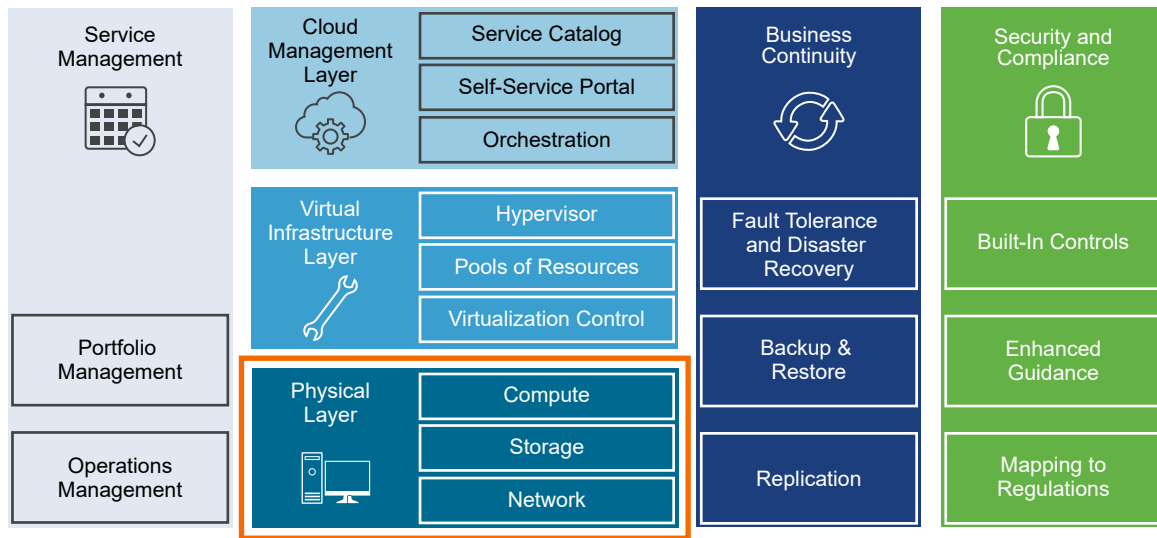 Service
Management
Portfolio
Management
Operations
Management
Cloud
Management
Layer
Service Catalog
Self-Service Portal
Orchestration
Virtual
Infrastructure
Layer
Hypervisor
Pools of Resources
Virtualization Control
Physical
Layer
Compute
Storage
Network
Business
Continuity
Fault Tolerance
and Disaster
Recovery
Backup &
Restore
Replication
Security and
Compliance
Built-In Controls
Enhanced
Guidance
Mapping to
Regulations